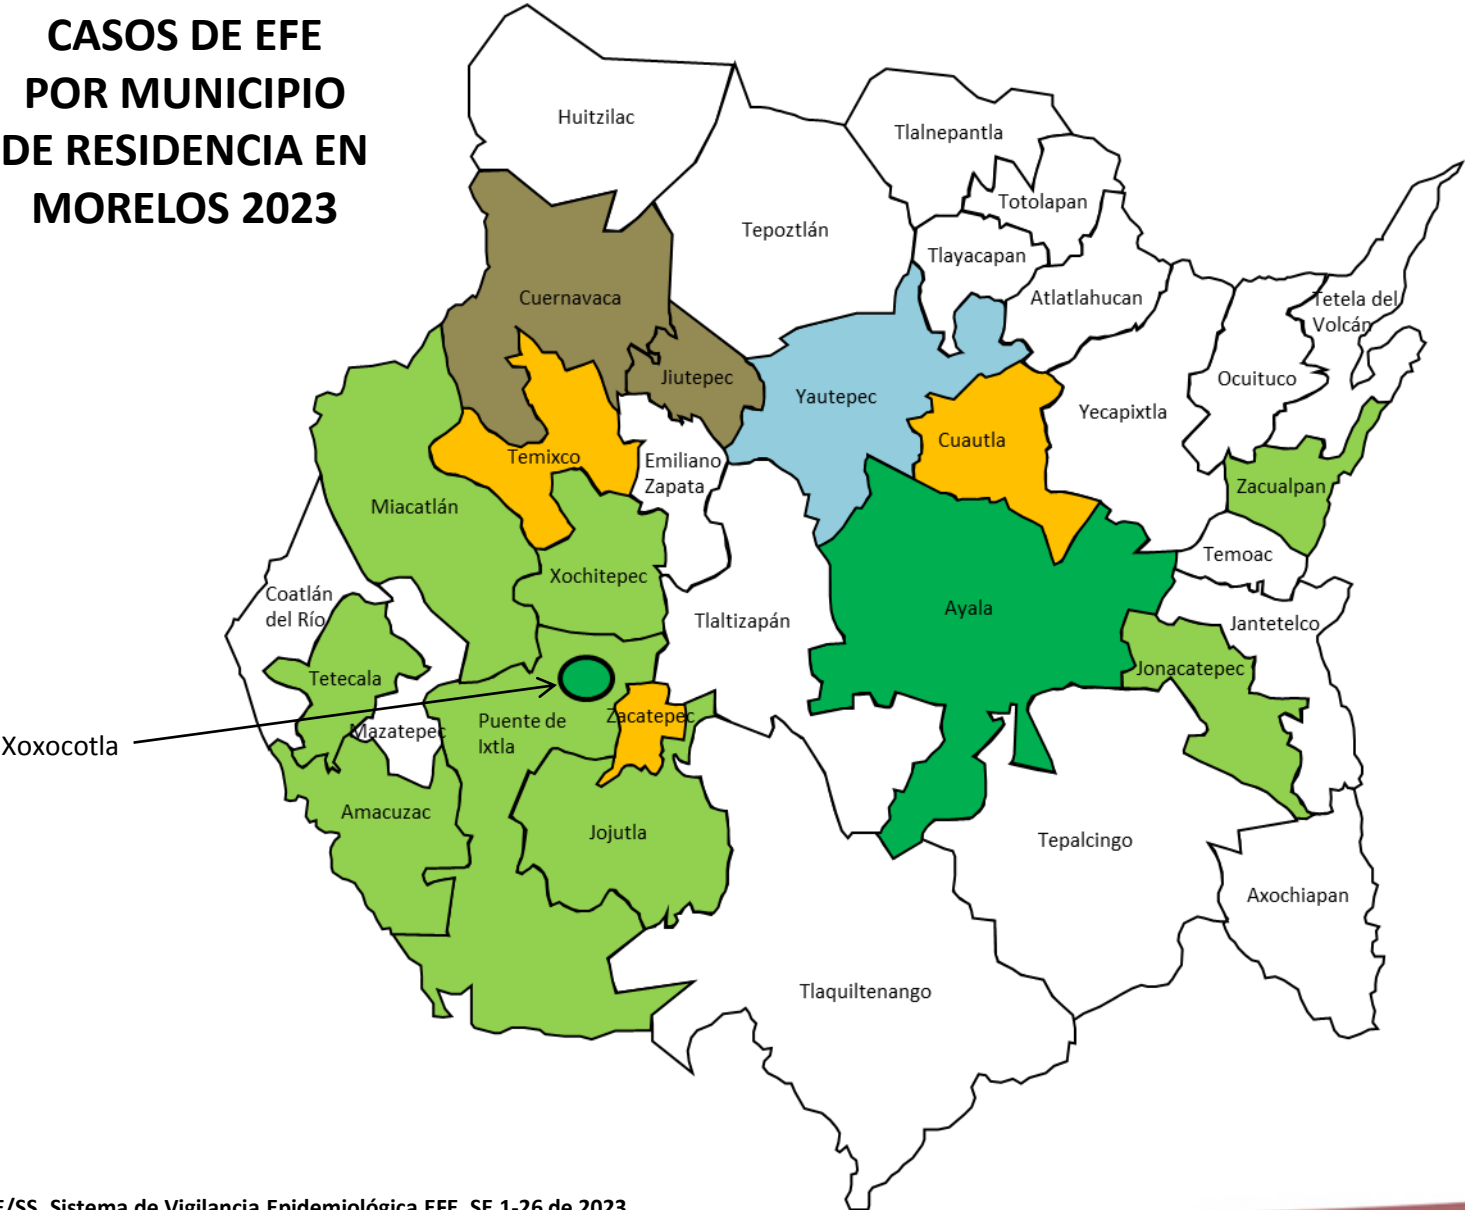 CASOS DE EFE
POR MUNICIPIO
DE RESIDENCIA EN
MORELOS 2023
Huitzilac
Tlalnepantla
Totolapan
Tepoztlán
Tlayacapan
Cuernavaca
Atlatlahucan
Tetela del
Volcán
Jiutepec
Ocuituco
Yautepec
Yecapixtla
Cuautla
Temixco
Emiliano
Zapata
Zacualpan
Miacatlán
Temoac
Xochitepec
Coatlán
del Río
Ayala
Tlaltizapán
Jantetelco
Jonacatepec
Tetecala
Zacatepec
Puente de
Ixtla
Mazatepec
Xoxocotla
Amacuzac
Jojutla
Tepalcingo
Axochiapan
Tlaquiltenango
E/SS. Sistema de Vigilancia Epidemiológica EFE, SE 1-26 de 2023